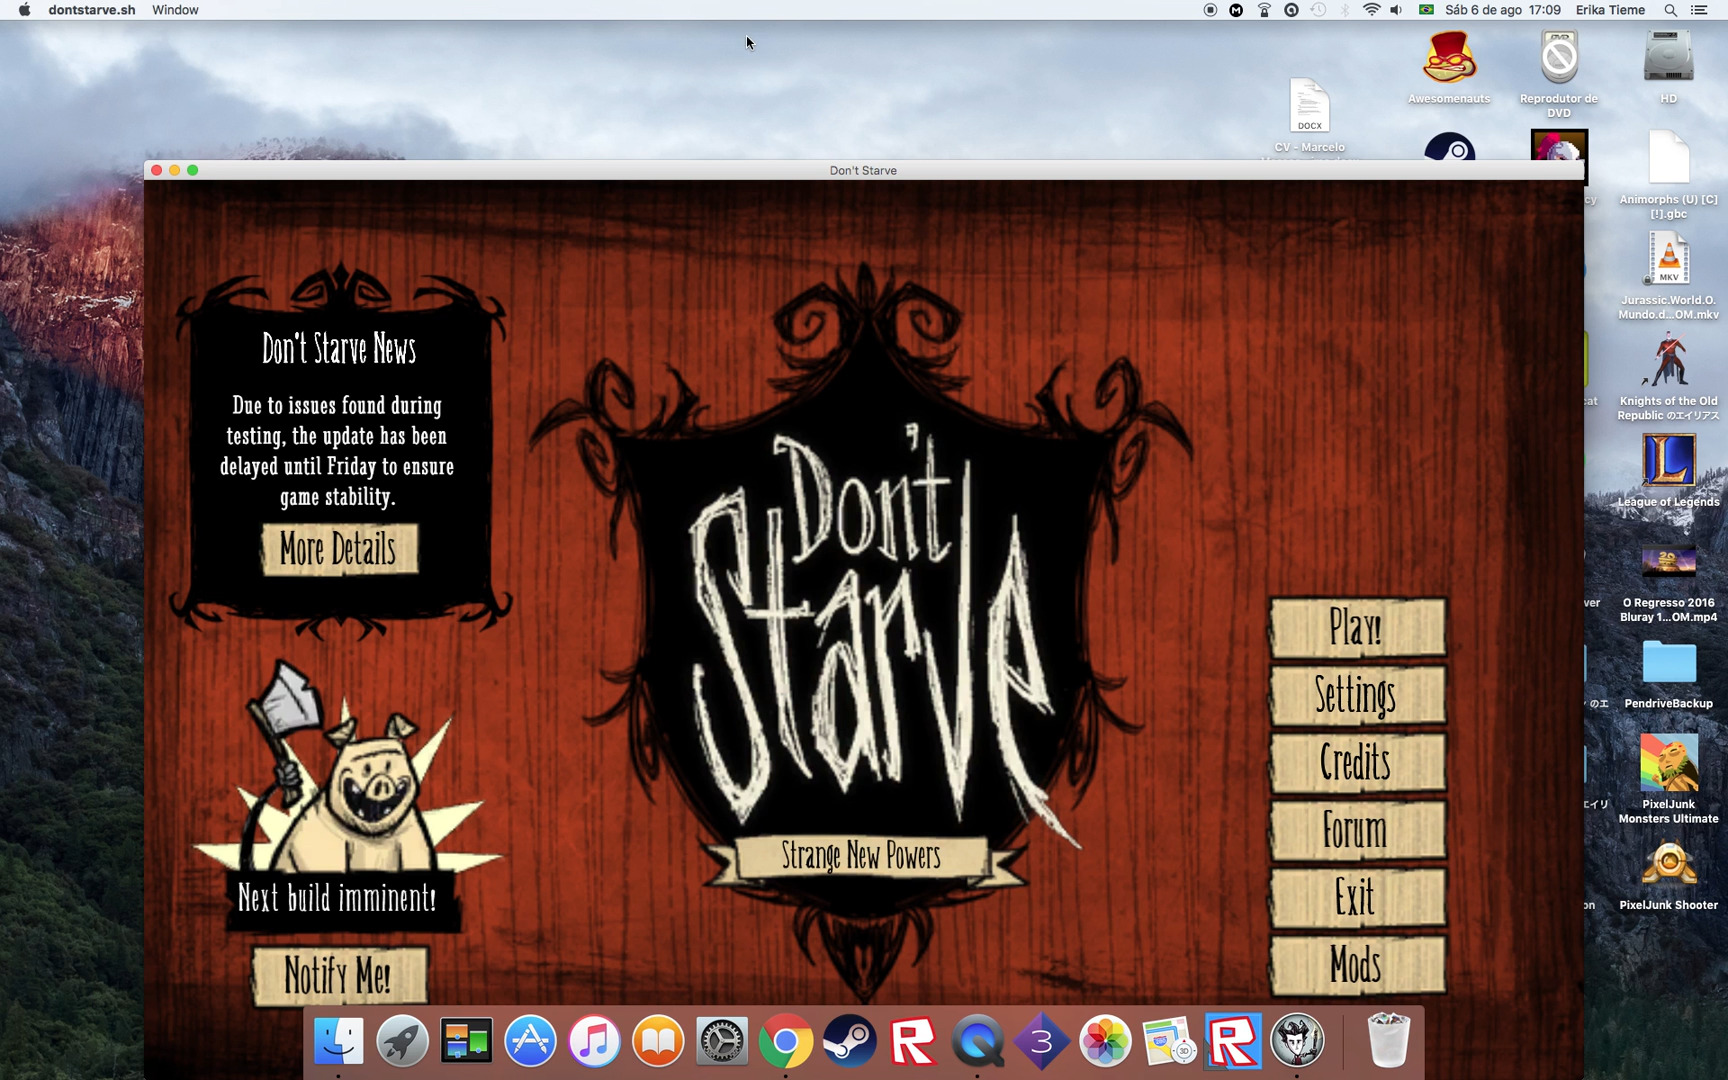 dontstarve.sh Window
Sáb 6 de ago 17:09 Erika Tieme
Awesomenauts
Reprodutor de
DVD
HD
DOCX
CV - Marcelo
Don't Starve
Animorphs (U) [C]
[!].gbc
MKV
Jurassic.World.O.
Mundo.d...OM.mkv
Knights of the Old
Republic のエイリアス
League of Legends
O Regresso 2016
Bluray 1...OM.mp4
PendriveBackup
PixelJunk
Monsters Ultimate
PixelJunk Shooter
Don't Starve News
Due to issues found during
testing, the update has been
delayed until Friday to ensure
game stability.
More Details
Don't
Starve
Strange New Powers
Next build imminent!
Notify Me!
Play!
Settings
Credits
Forum
Exit
Mods